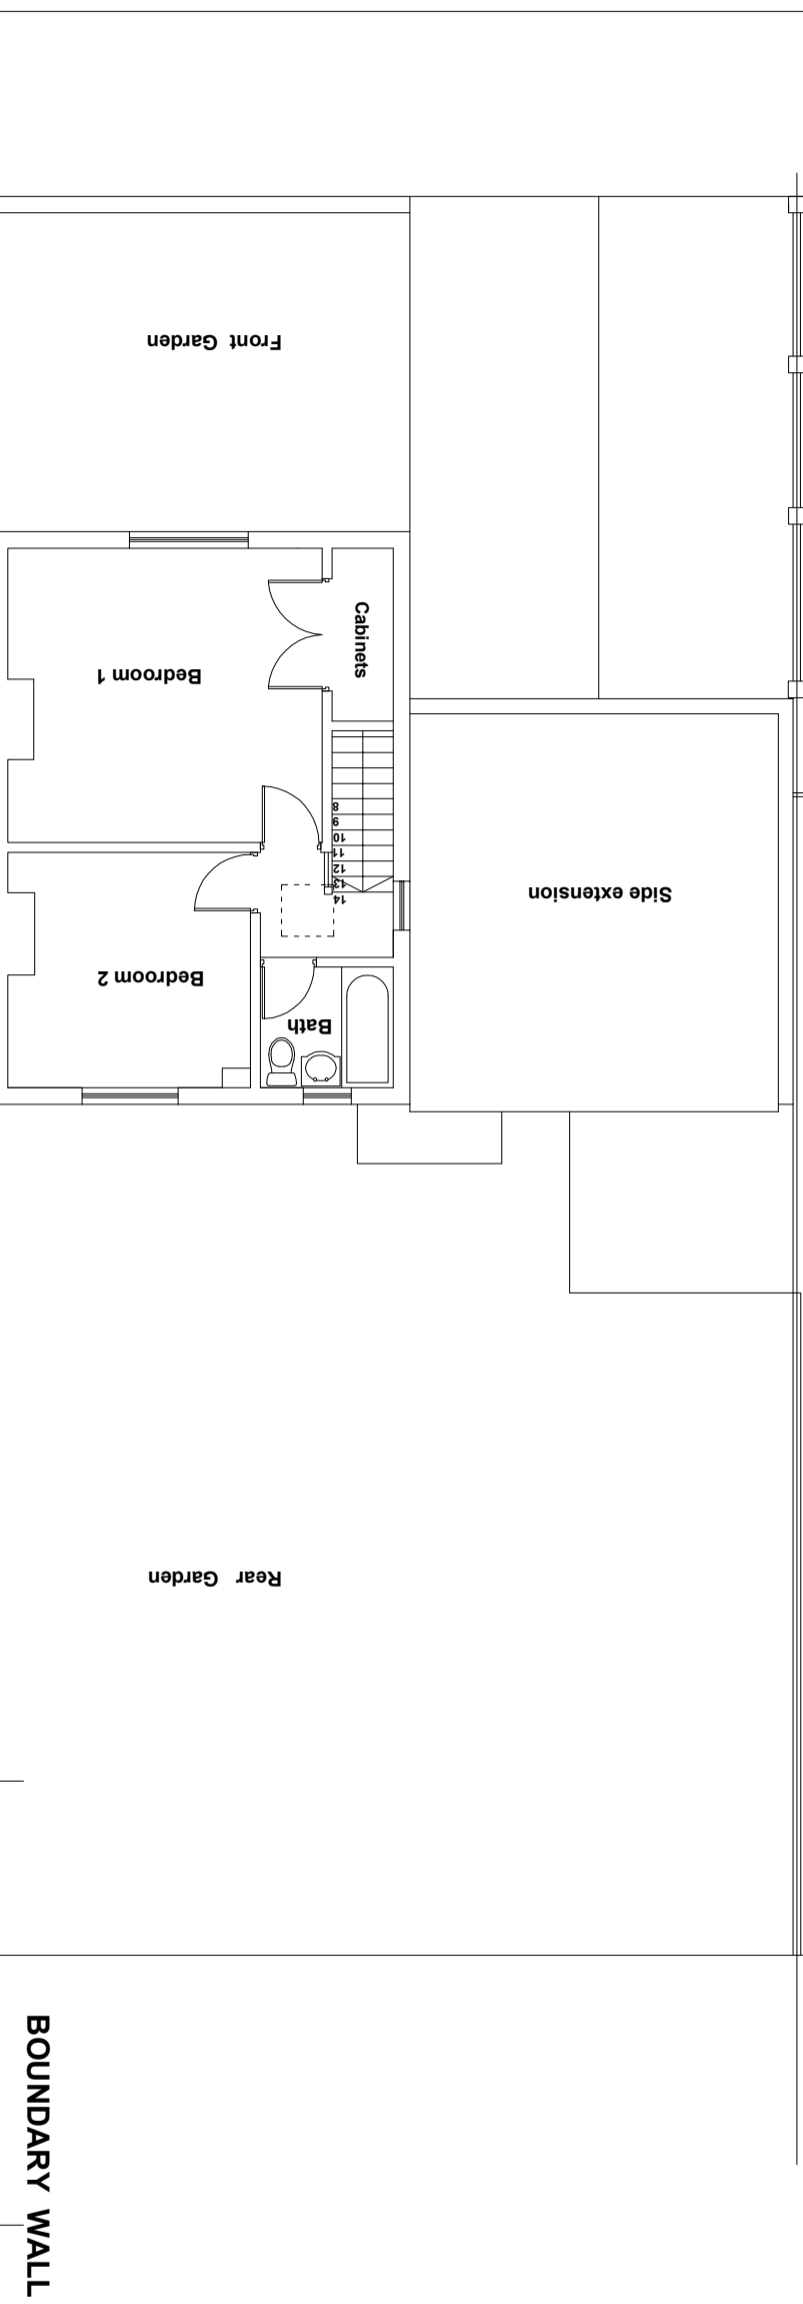 Front Garden
Cabinets
Bedroom 1
8
9
10
11
12
13
14
Side extension
Bedroom 2
Bath
Rear Garden
BOUNDARY WALL